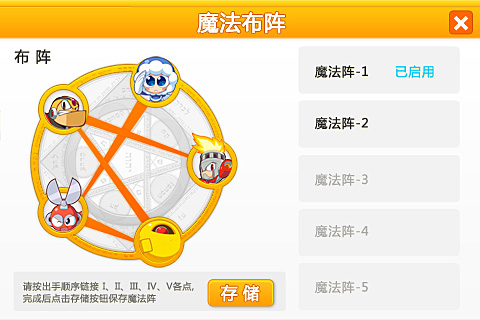 魔法布阵
布阵
魔法阵-1 已启用
魔法阵-2
魔法阵-3
魔法阵-4
魔法阵-5
请按出手顺序链接 I、II、III、IV、V各点,
完成后点击存储按钮保存魔法阵
存储